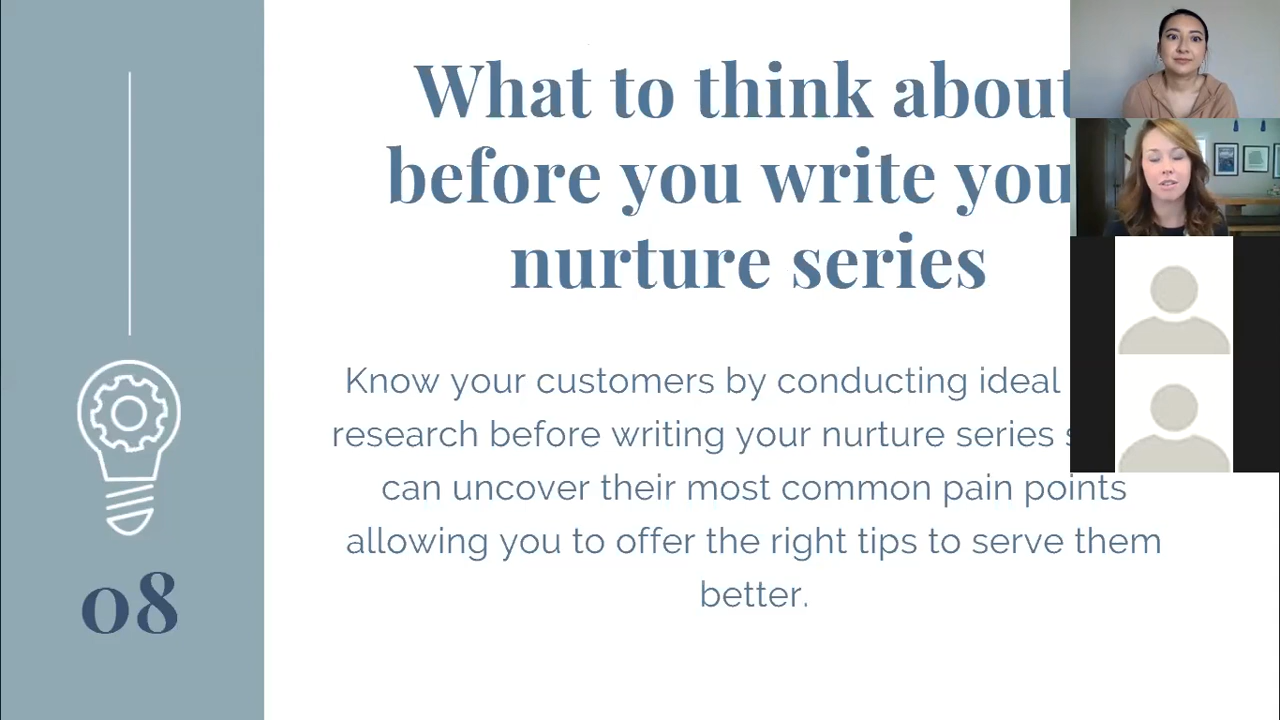 What to think about
before you write you
nurture series
Know your customers by conducting ideal
research before writing your nurture series
can uncover their most common pain points
allowing you to offer the right tips to serve them
better.
08